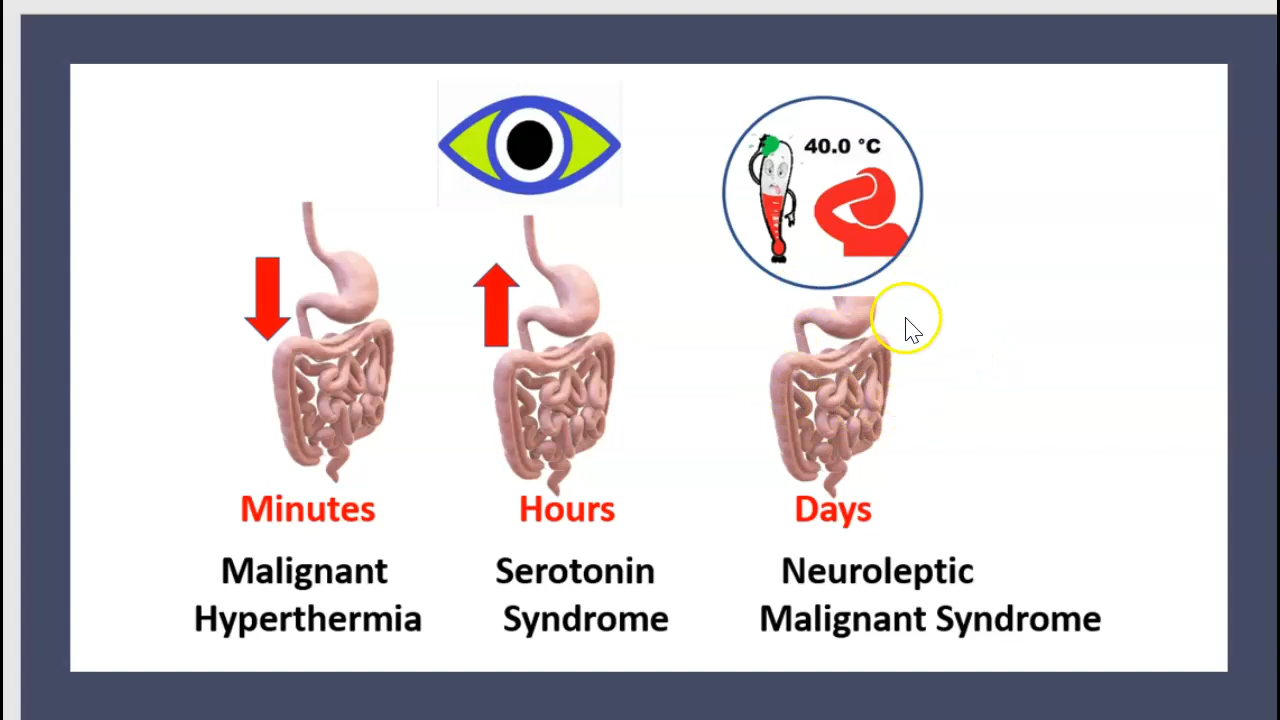 40.0 °C
Minutes
Hours
Days
Malignant
Hyperthermia
Serotonin
Syndrome
Neuroleptic
Malignant Syndrome